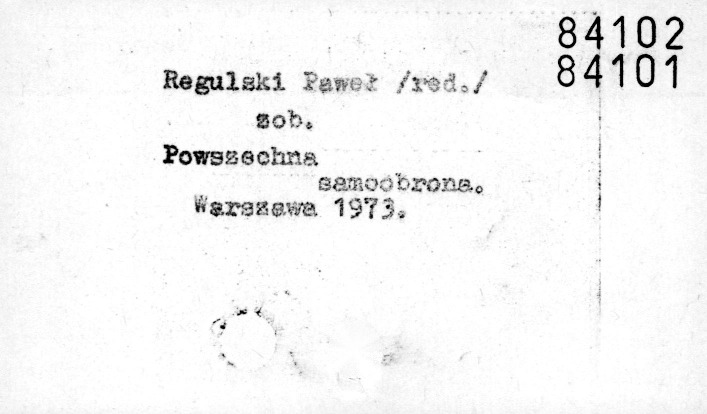 84102
84101
Regulski Paweł /red./
zob.
Powszechna
samoobrona.
Warszawa 1973.